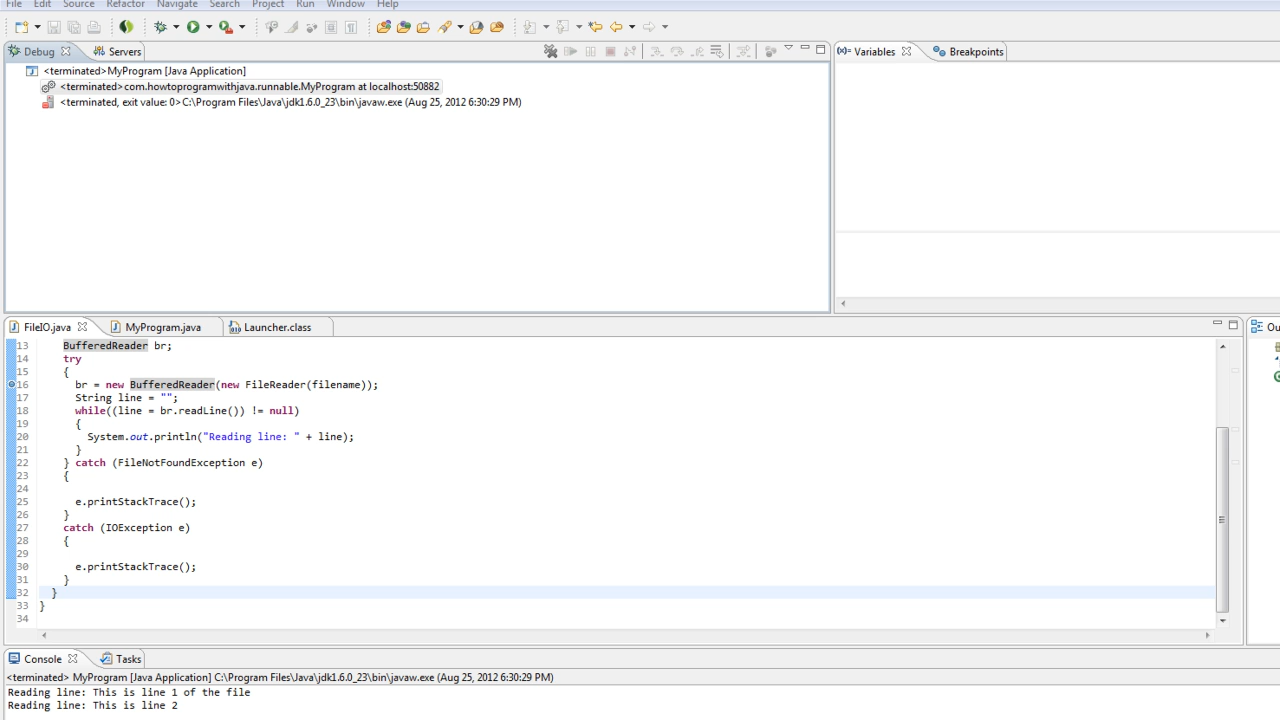 File Edit Source Refactor Navigate Search Project Run Window Help
Debug Servers
(x)= Variables Breakpoints
<terminated>MyProgram [Java Application]
<terminated>com.howtoprogramwithjava.runnable.MyProgram at localhost:50882
<terminated, exit value: 0>C:\Program Files\Java\jdk1.6.0_23\bin\javaw.exe (Aug 25, 2012 6:30:29 PM)
FileIO.java MyProgram.java Launcher.class
Ou
13 BufferedReader br;
14 try
15 {
16 br = new BufferedReader(new FileReader(filename));
17 String line = "";
18 while((line = br.readLine()) != null)
19 {
20 System.out.println("Reading line: " + line);
21 }
22 } catch (FileNotFoundException e)
23 {
24
25 e.printStackTrace();
26 }
27 catch (IOException e)
28 {
29
30 e.printStackTrace();
31 }
32 }
33 }
34
Console Tasks
<terminated> MyProgram [Java Application] C:\Program Files\Java\jdk1.6.0_23\bin\javaw.exe (Aug 25, 2012 6:30:29 PM)
Reading line: This is line 1 of the file
Reading line: This is line 2